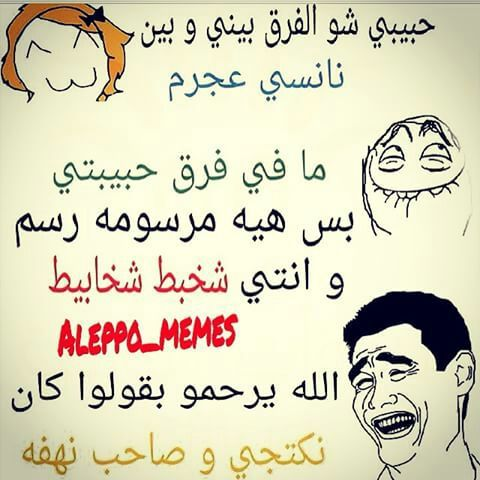 حبيبي شو الفرق بيني و بين
نانسي عجرم
ما في فرق حبيبتي
بس هيه مرسومه رسم
و انتي شخبط شخابيط
ALEPPO_MEMES
الله يرحمو بقولوا كان
نكتجي و صاحب نهفه